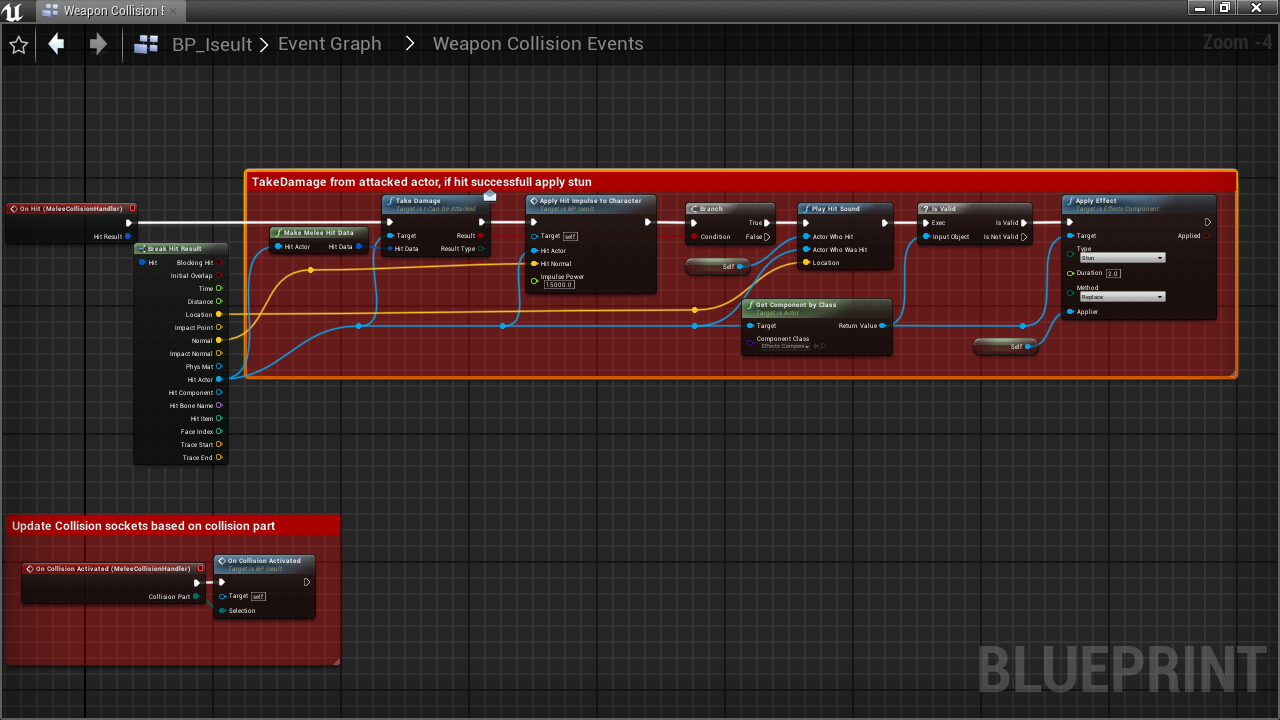 Weapon Collision E
BP_Iseult > Event Graph > Weapon Collision Events
Zoom -4
TakeDamage from attacked actor, if hit successfull apply stun
On Hit (MeleeCollisionHandler)
Hit Result
Break Hit Result
Hit
Blocking Hit
Initial Overlap
Time
Distance
Location
Impact Point
Normal
Impact Normal
Phys Mat
Hit Actor
Hit Component
Hit Bone Name
Hit Item
Face Index
Trace Start
Trace End
Make Melee Hit Data
Hit Actor
Hit Data
Take Damage
Target is I Can be Attacked
Target
Result
Hit Data
Result Type
Apply Hit Impulse to Character
Target is BP Iseult
Target self
Hit Actor
Hit Normal
Impulse Power
15000.0
Branch
True
Condition
False
Self
Play Hit Sound
Actor Who Hit
Actor Who Was Hit
Location
Get Component by Class
Target is Actor
Target
Return Value
Component Class
Effects Compon
Is Valid
Exec
Is Valid
Input Object
Is Not Valid
Self
Apply Effect
Target is Effects Component
Target
Applied
Type
Stun
Duration 2.0
Method
Replace
Applier
Update Collision sockets based on collision part
On Collision Activated (MeleeCollisionHandler)
Collision Part
On Collision Activated
Target is BP Iseult
Target self
Selection
BLUEPRINT